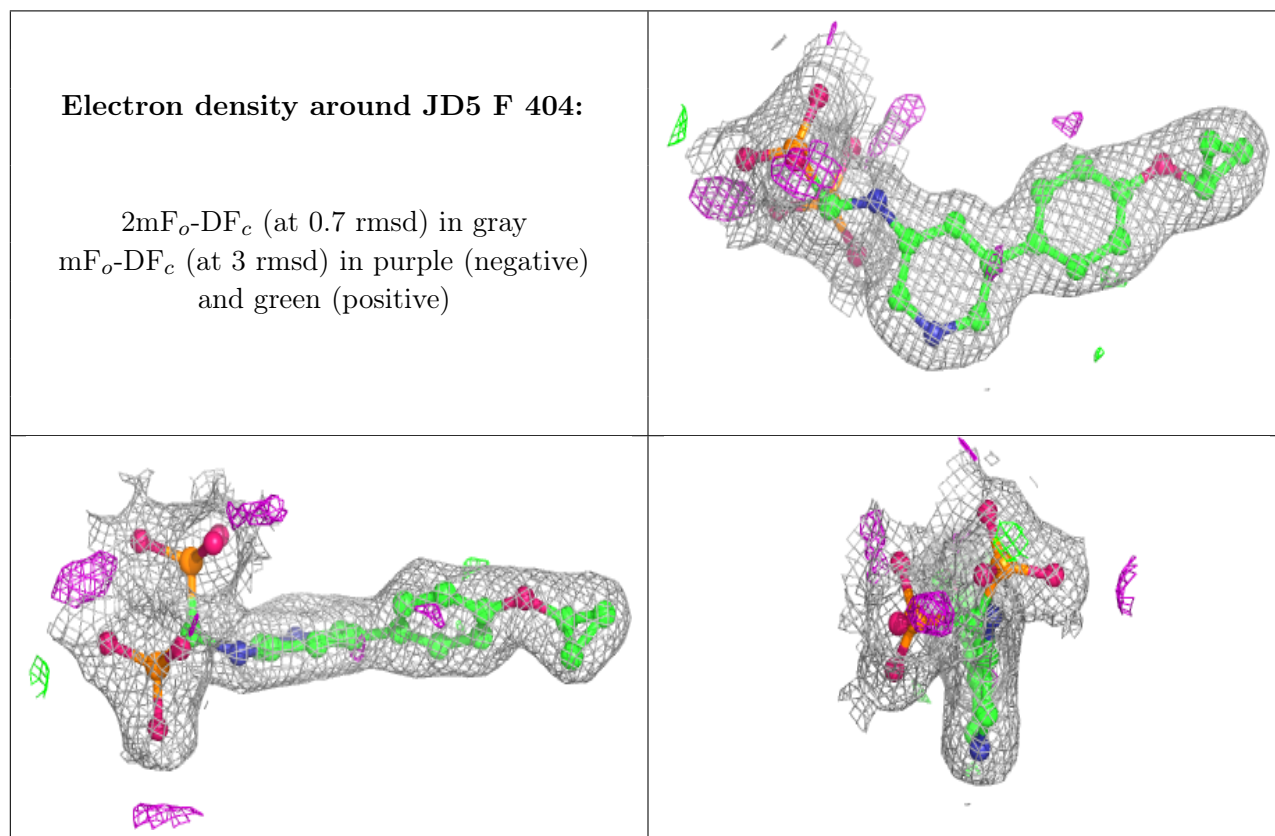 Electron density around JD5 F 404:
2mFo-DFc (at 0.7 rmsd) in gray
mFo-DFc (at 3 rmsd) in purple (negative)
and green (positive)